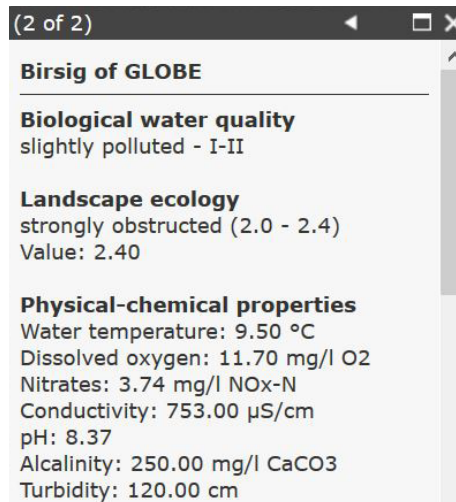 (2 of 2)
Birsig of GLOBE
Biological water quality
slightly polluted - I-II
Landscape ecology
strongly obstructed (2.0 - 2.4)
Value: 2.40
Physical-chemical properties
Water temperature: 9.50 °C
Dissolved oxygen: 11.70 mg/l O2
Nitrates: 3.74 mg/l NOx-N
Conductivity: 753.00 µS/cm
pH: 8.37
Alcalinity: 250.00 mg/l CaCO3
Turbidity: 120.00 cm